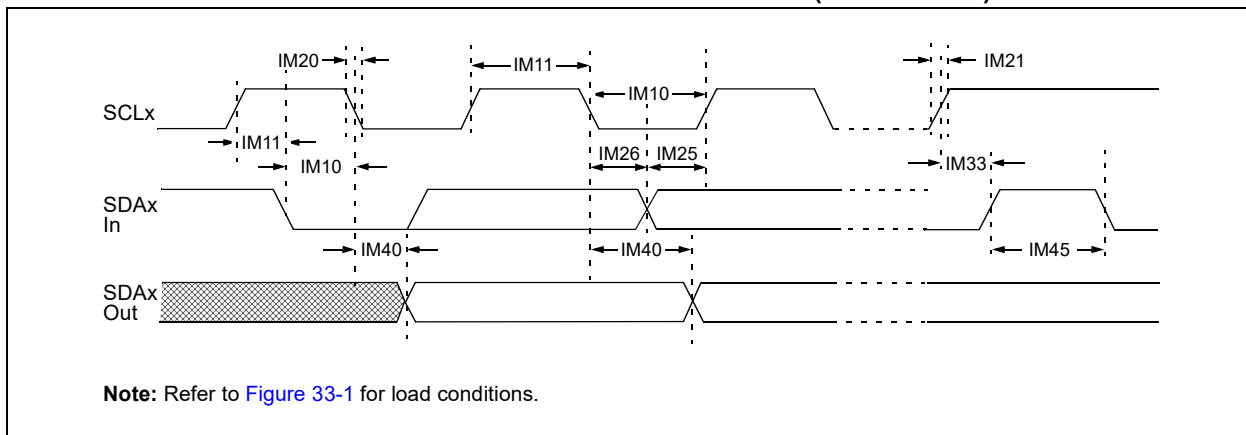 IM20
IM11
IM10
IM21
SCLx
IM11
IM10
IM26
IM25
IM33
SDAx
In
IM40
IM40
IM45
SDAx
Out
Note: Refer to Figure 33-1 for load conditions.